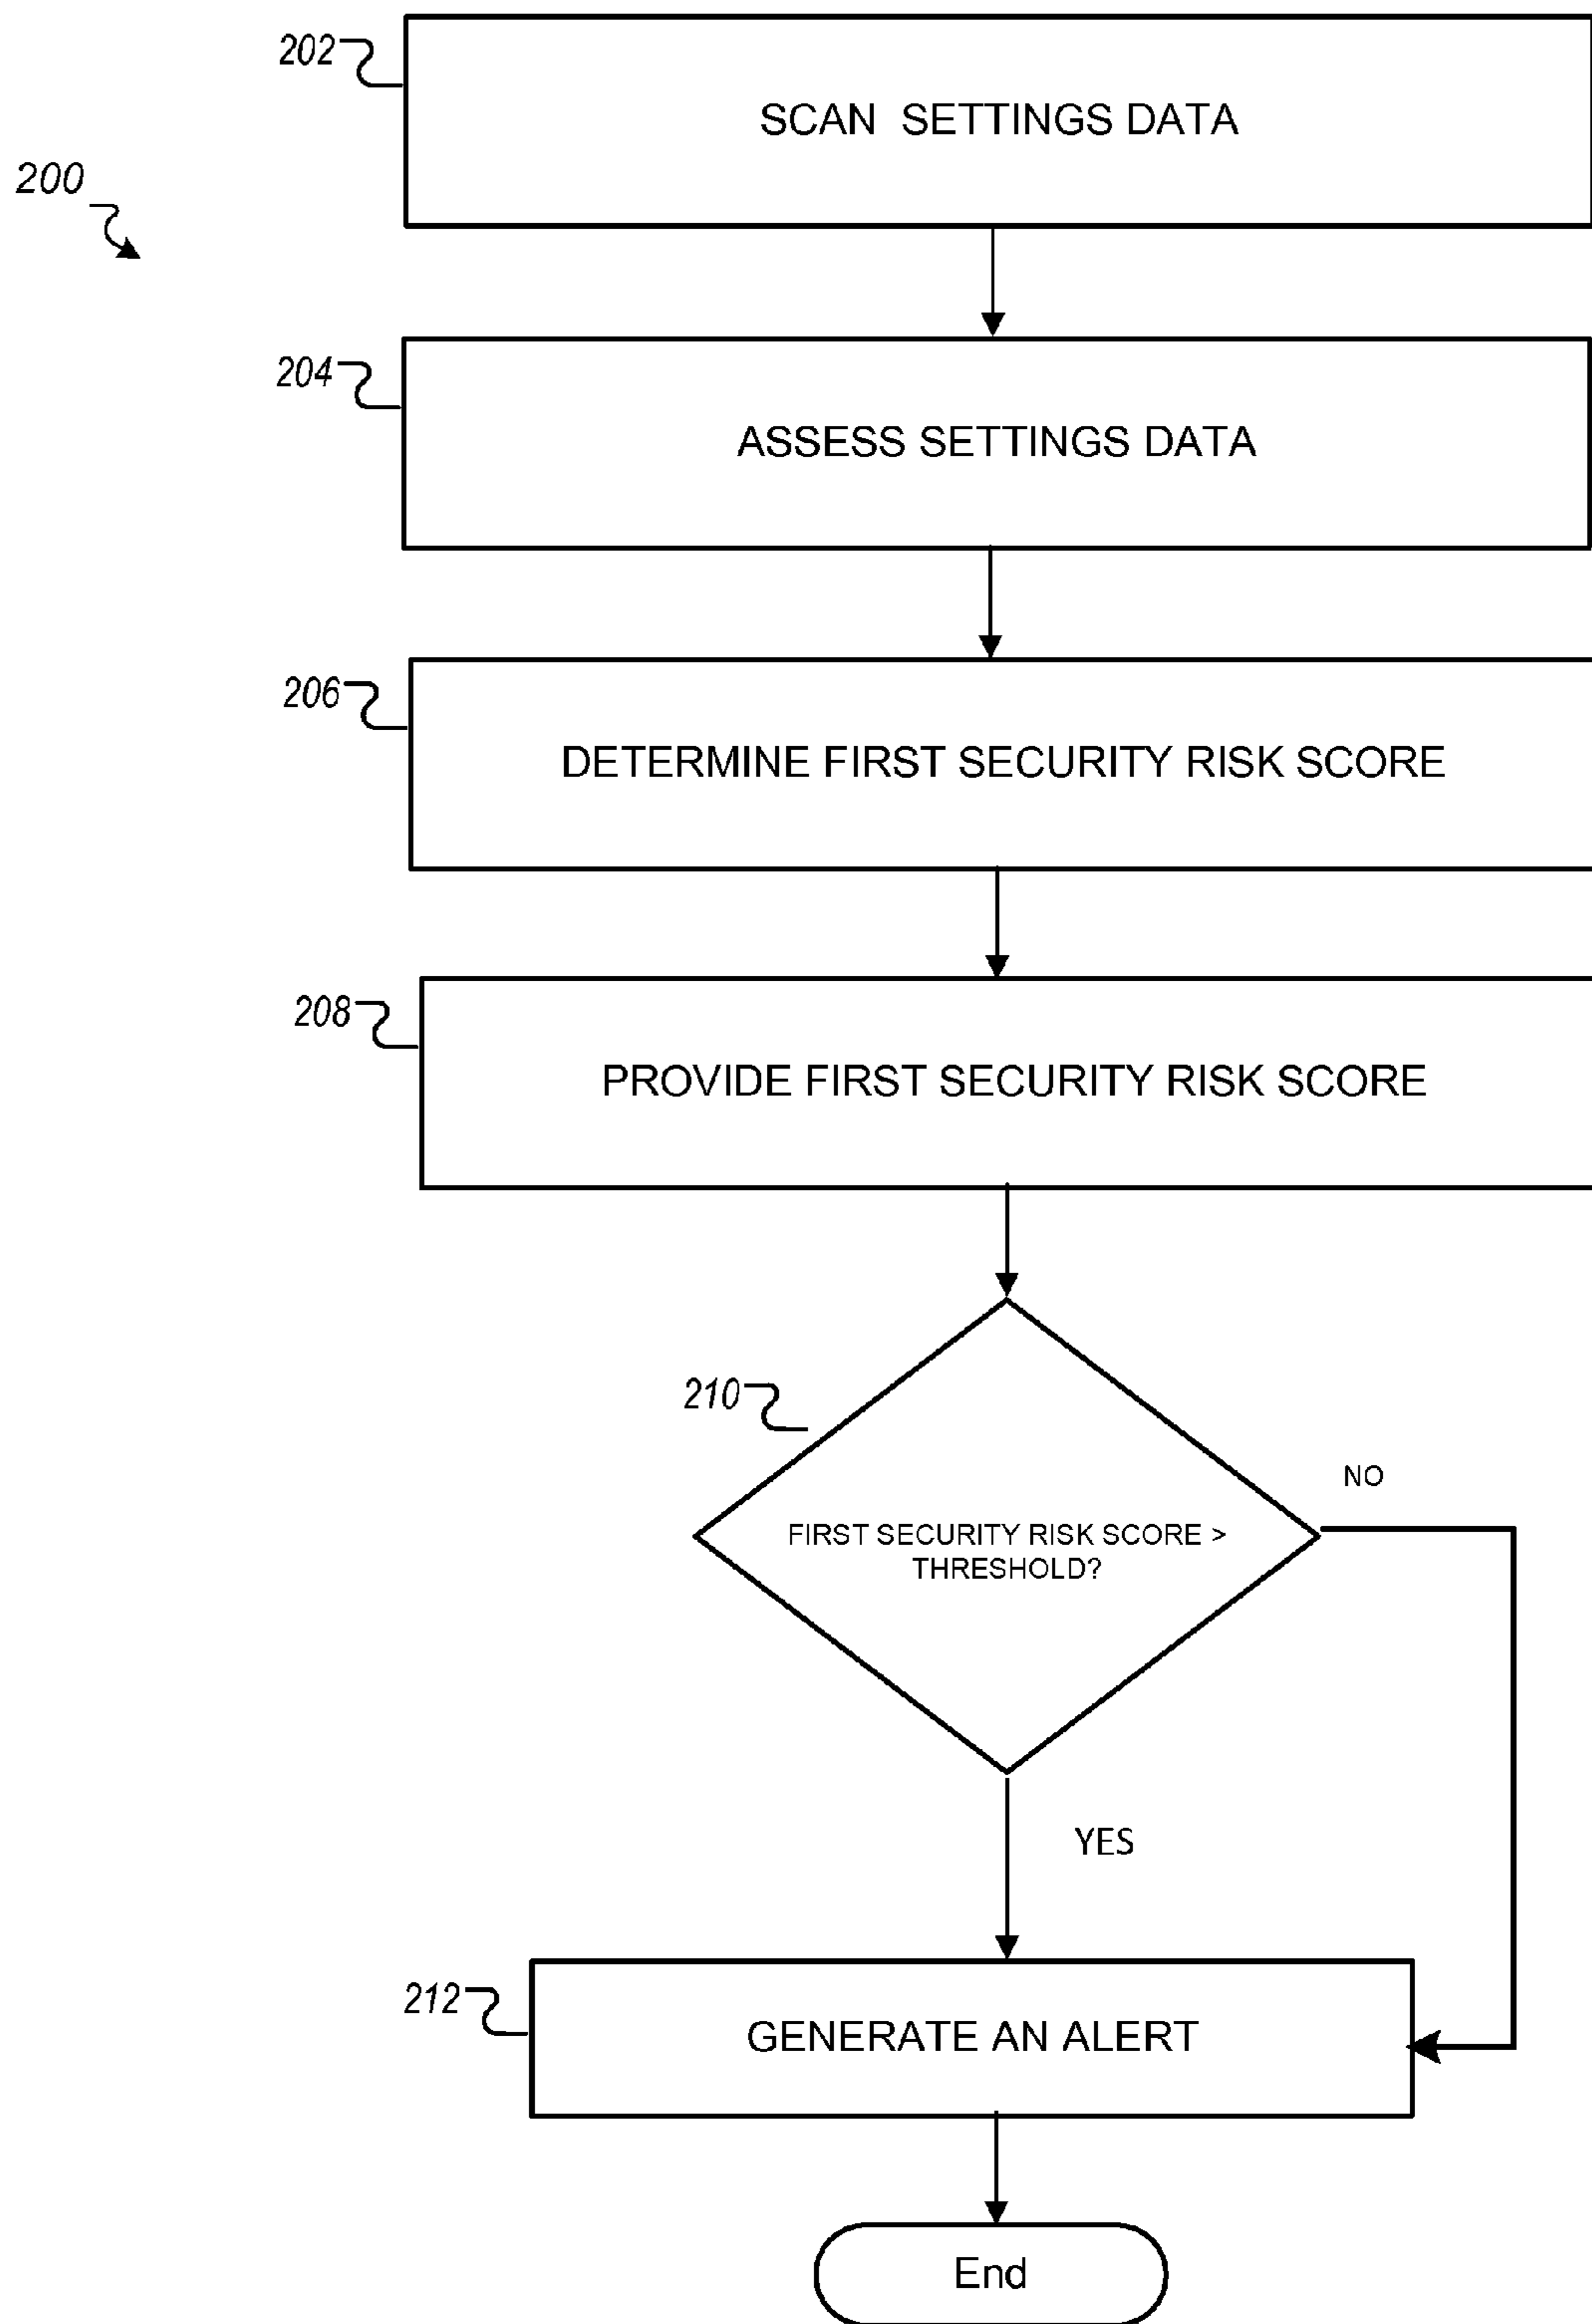 202
SCAN SETTINGS DATA
200
204
ASSESS SETTINGS DATA
206
DETERMINE FIRST SECURITY RISK SCORE
208
PROVIDE FIRST SECURITY RISK SCORE
210
NO
FIRST SECURITY RISK SCORE >
THRESHOLD?
YES
212
GENERATE AN ALERT
End